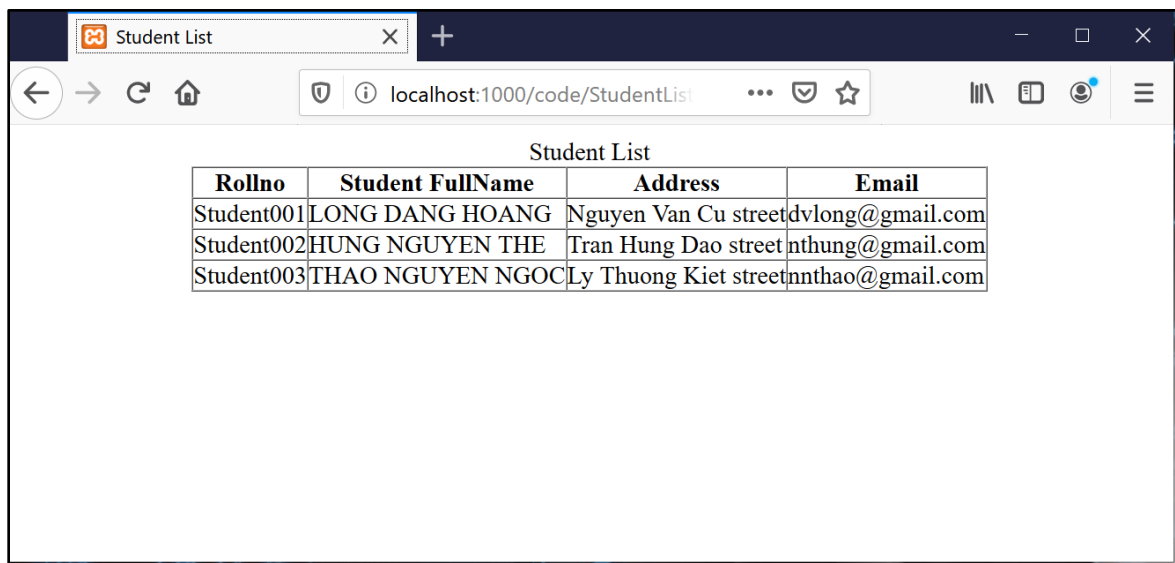 Student List
localhost:1000/code/StudentList
Student List
Rollno Student FullName Address Email
Student001 LONG DANG HOANG Nguyen Van Cu street dvlong@gmail.com
Student002 HUNG NGUYEN THE Tran Hung Dao street nthung@gmail.com
Student003 THAO NGUYEN NGOC Ly Thuong Kiet street nnthao@gmail.com